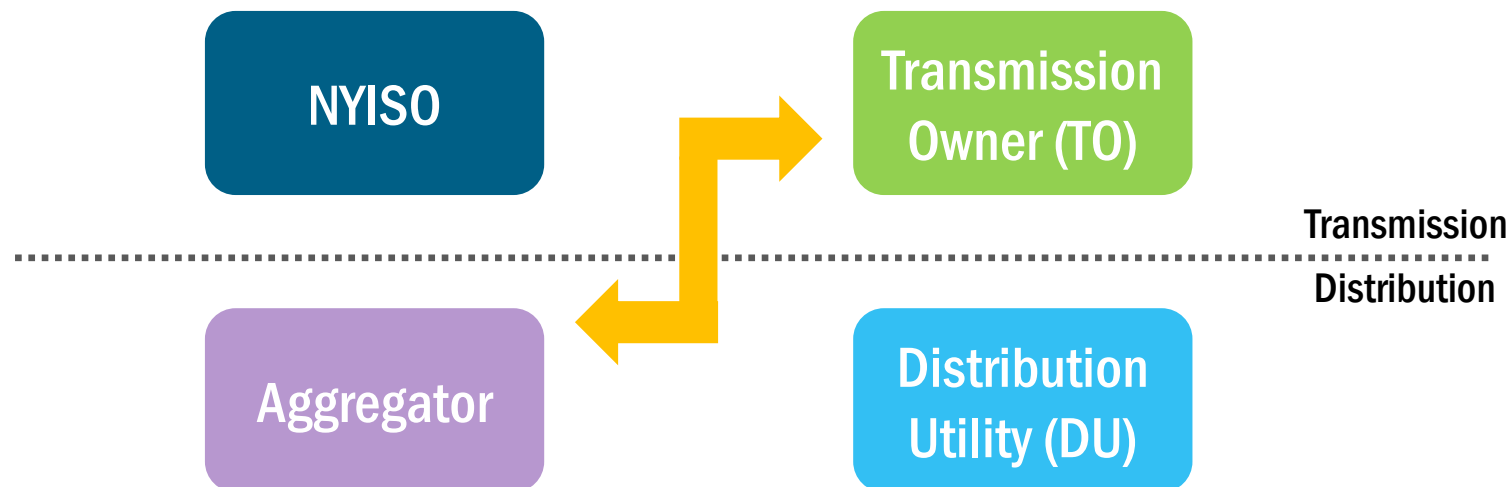 NYISO
Transmission
Owner (TO)
Transmission
Distribution
Aggregator
Distribution
Utility (DU)